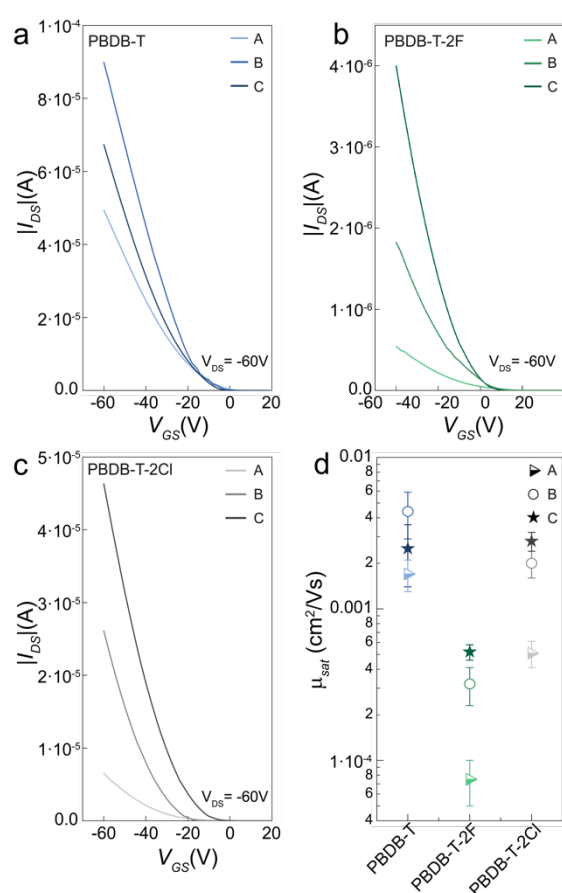 a
PBDB-T
A
B
C
1·10⁻⁴
8·10⁻⁵
6·10⁻⁵
4·10⁻⁵
2·10⁻⁵
0.0
|I_DS|(A)
V_DS= -60V
-60 -40 -20 0 20
V_GS(V)
b
PBDB-T-2F
A
B
C
4·10⁻⁶
3·10⁻⁶
2·10⁻⁶
1·10⁻⁶
0.0
|I_DS|(A)
V_DS= -60V
-60 -40 -20 0 20
V_GS(V)
c
PBDB-T-2Cl
A
B
C
5·10⁻⁵
4·10⁻⁵
3·10⁻⁵
2·10⁻⁵
1·10⁻⁵
0.00
|I_DS|(A)
V_DS= -60V
-60 -40 -20 0 20
V_GS(V)
d
A
B
C
0.01
8
6
4
2
0.001
8
6
4
2
1·10⁻⁴
8
6
4
μ_sat (cm²/Vs)
PBDB-T
PBDB-T-2F
PBDB-T-2Cl